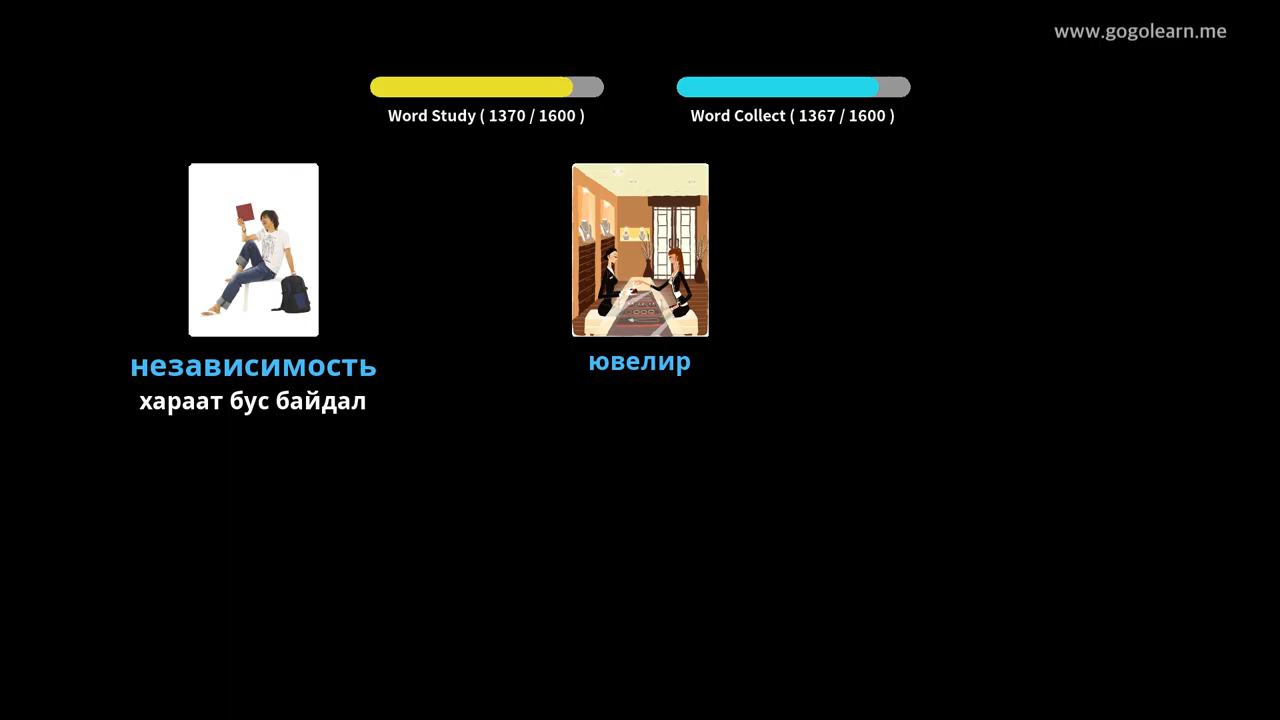 www.gogolearn.me
Word Study ( 1370 / 1600 )
Word Collect ( 1367 / 1600 )
независимость
хараат бус байдал
ювелир